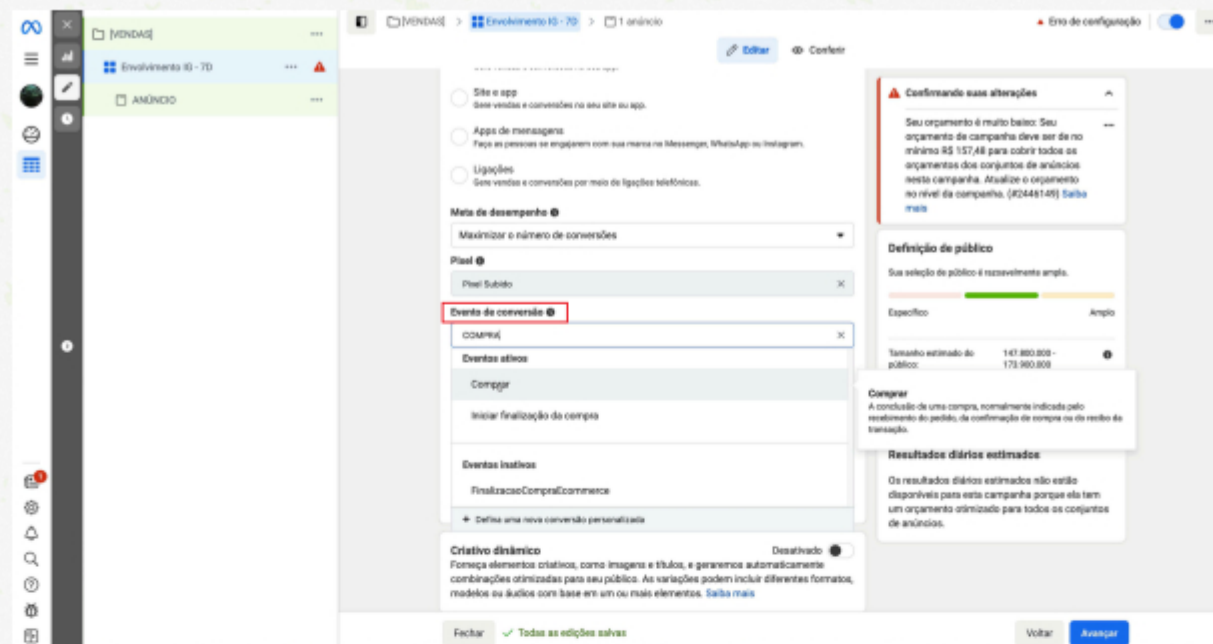 [VENDAS]
Envolvimento IG - 7D
ANÚNCIO
[VENDAS] > Envolvimento IG - 7D > 1 anúncio
Erro de configuração
Editar
Conferir
Site e app
Gere vendas e conversões no seu site ou app.
Apps de mensagens
Faça as pessoas se engajarem com sua marca no Messenger, WhatsApp ou Instagram.
Ligações
Gere vendas e conversões por meio de ligações telefônicas.
Meta de desempenho
Maximizar o número de conversões
Pixel
Pixel Subido
Evento de conversão
COMPRA
Eventos ativos
Comprar
Iniciar finalização da compra
Eventos inativos
FinalizacaoCompraEcommerce
+ Defina uma nova conversão personalizada
Criativo dinâmico
Desativado
Forneça elementos criativos, como imagens e títulos, e geraremos automaticamente
combinações otimizadas para seu público. As variações podem incluir diferentes formatos,
modelos ou áudios com base em um ou mais elementos. Saiba mais
Fechar
Todas as edições salvas
Voltar
Avançar
Confirmando suas alterações
Seu orçamento é muito baixo: Seu
orçamento de campanha deve ser de no
mínimo R$ 157,48 para cobrir todos os
orçamentos dos conjuntos de anúncios
nesta campanha. Atualize o orçamento
no nível da campanha. (#2446149) Saiba
mais
Definição de público
Sua seleção de público é razoavelmente ampla.
Específico
Amplo
Tamanho estimado do
público:
147.800.000 -
173.900.000
Comprar
A conclusão de uma compra, normalmente indicada pelo
recebimento do pedido, da confirmação de compra ou do recibo da
transação.
Resultados diários estimados
Os resultados diários estimados não estão
disponíveis para esta campanha porque ela tem
um orçamento otimizado para todos os conjuntos
de anúncios.